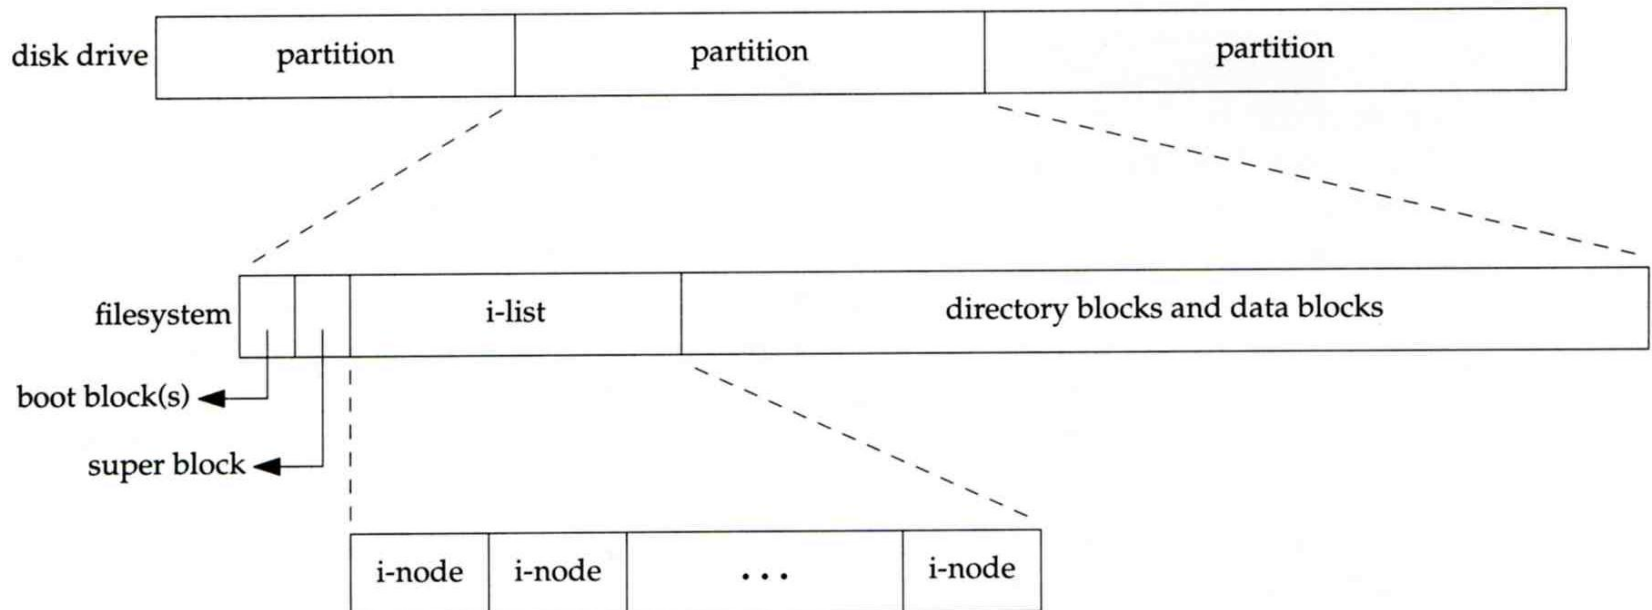 disk drive partition partition partition
filesystem i-list directory blocks and data blocks
boot block(s)
super block
i-node i-node ... i-node